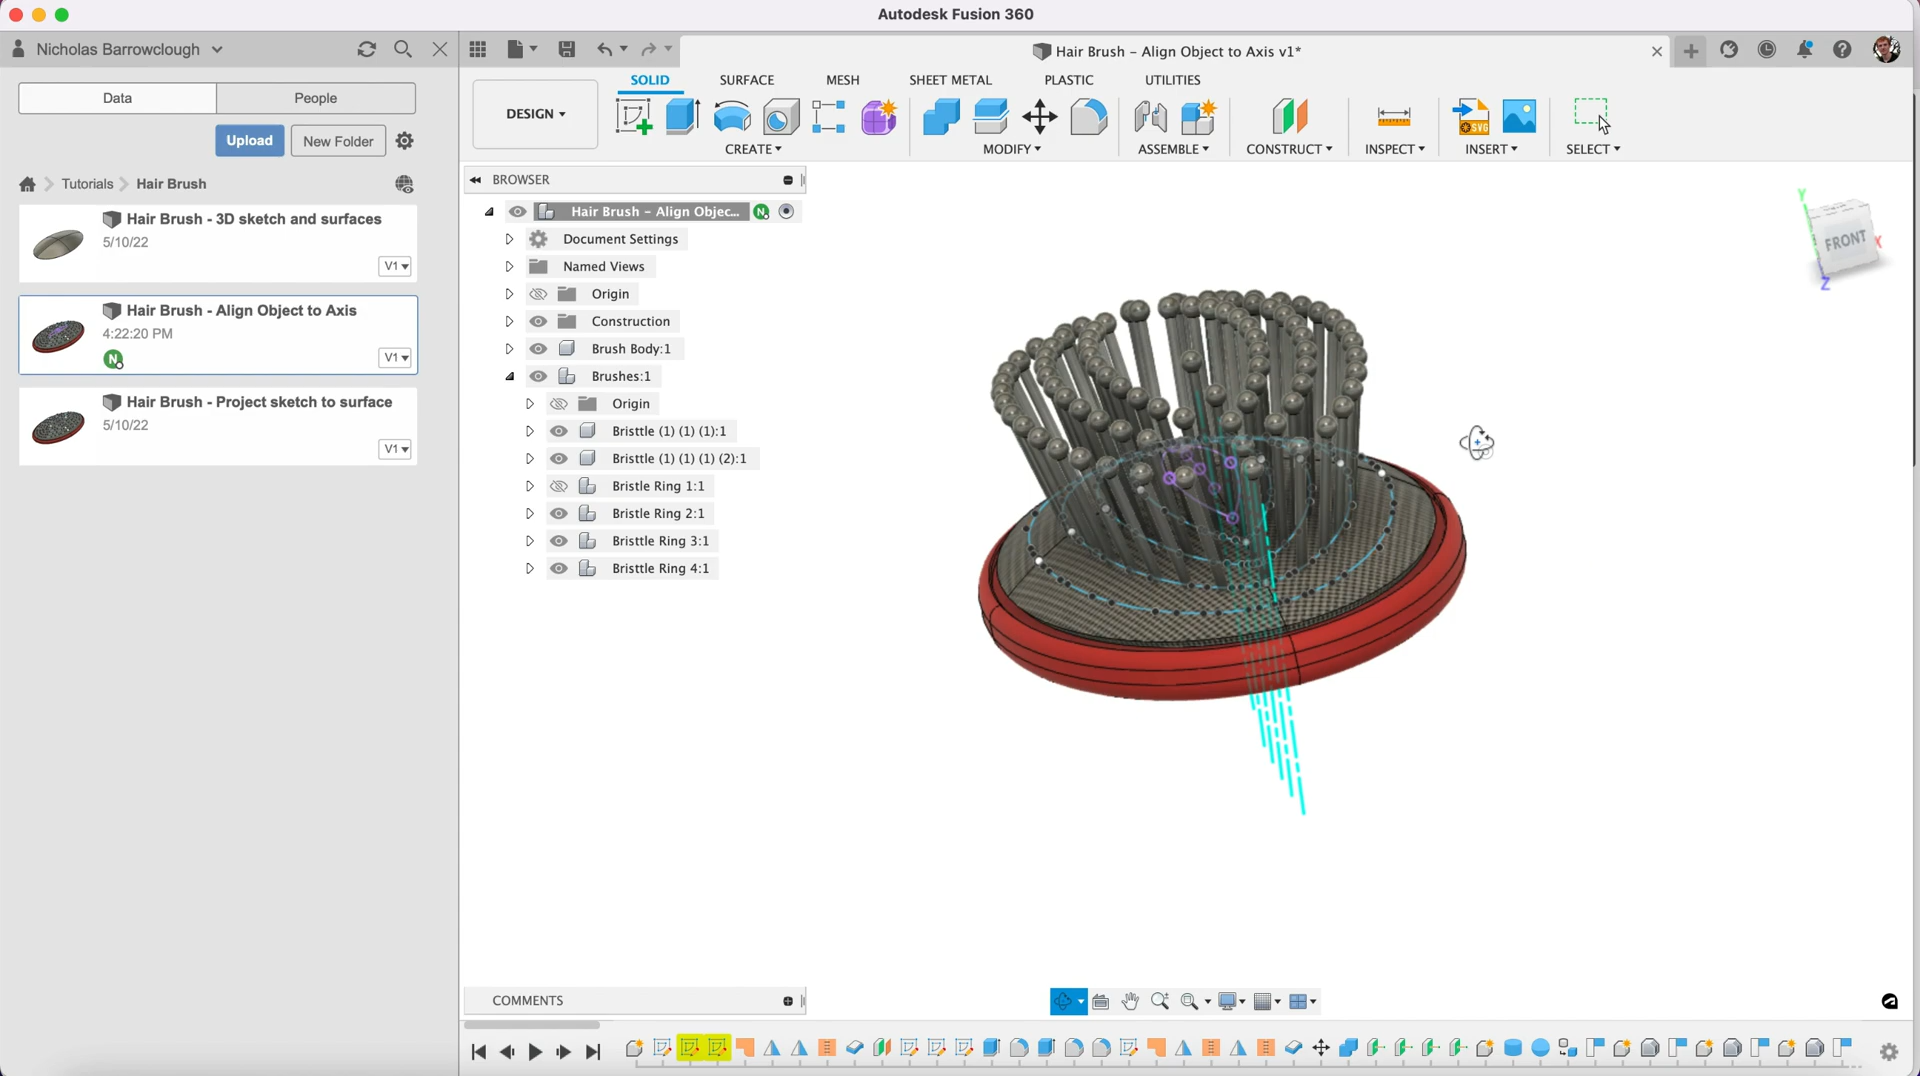 Autodesk Fusion 360
Nicholas Barrowclough
Hair Brush – Align Object to Axis v1*
Data
People
Upload
New Folder
Tutorials
Hair Brush
Hair Brush - 3D sketch and surfaces
5/10/22
V1
Hair Brush - Align Object to Axis
4:22:20 PM
N
V1
Hair Brush - Project sketch to surface
5/10/22
V1
DESIGN
SOLID
SURFACE
MESH
SHEET METAL
PLASTIC
UTILITIES
CREATE
MODIFY
ASSEMBLE
CONSTRUCT
INSPECT
INSERT
SVG
SELECT
BROWSER
Hair Brush – Align Objec...
N
Document Settings
Named Views
Origin
Construction
Brush Body:1
Brushes:1
Origin
Bristtle (1) (1) (1):1
Bristtle (1) (1) (1) (2):1
Bristle Ring 1:1
Bristle Ring 2:1
Bristtle Ring 3:1
Bristtle Ring 4:1
Y
FRONT
X
Z
COMMENTS